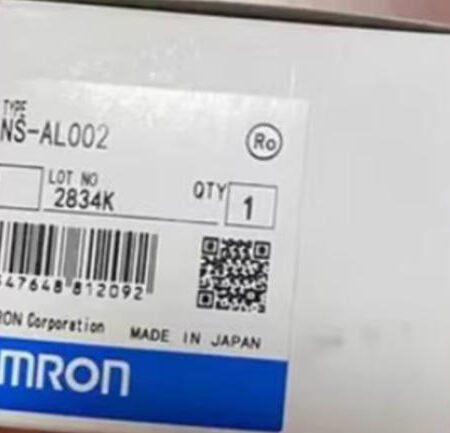 TYPE
NS-AL002
Ro
LOT NO
2834K
QTY
1
47648 812092
RON Corporation
MADE IN JAPAN
mRON